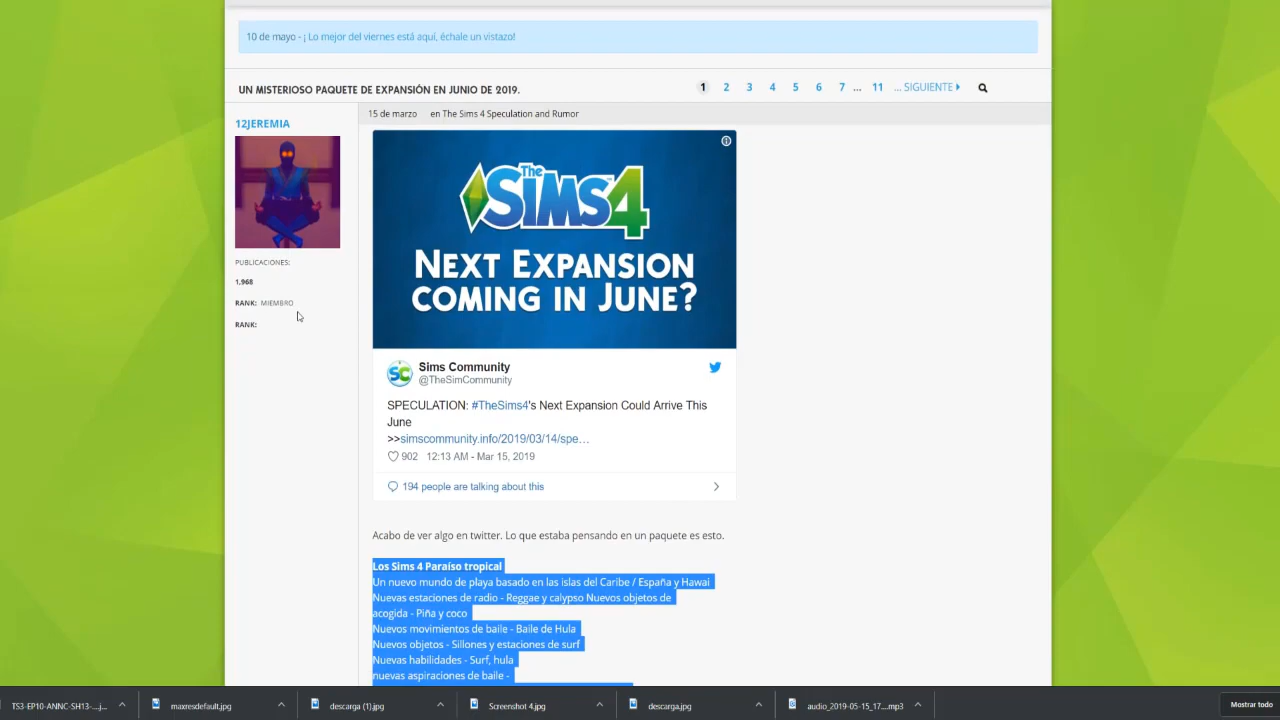 10 de mayo - ¡ Lo mejor del viernes está aquí, échale un vistazo!
UN MISTERIOSO PAQUETE DE EXPANSIÓN EN JUNIO DE 2019.
1 2 3 4 5 6 7 ... 11 ... SIGUIENTE
12JEREMIA
15 de marzo en The Sims 4 Speculation and Rumor
PUBLICACIONES:
1,968
RANK: MIEMBRO
RANK:
The SiMS 4
NEXT EXPANSION
COMING IN JUNE?
SC
Sims Community
@TheSimCommunity
SPECULATION: #TheSims4's Next Expansion Could Arrive This
June
>>simscommunity.info/2019/03/14/spe…
902 12:13 AM - Mar 15, 2019
194 people are talking about this
Acabo de ver algo en twitter. Lo que estaba pensando en un paquete es esto.
Los Sims 4 Paraíso tropical
Un nuevo mundo de playa basado en las islas del Caribe / España y Hawai
Nuevas estaciones de radio - Reggae y calypso Nuevos objetos de
acogida - Piña y coco
Nuevos movimientos de baile - Baile de Hula
Nuevos objetos - Sillones y estaciones de surf
Nuevas habilidades - Surf, hula
nuevas aspiraciones de baile -
TS3-EP10-ANNC-SH13-...j...
maxresdefault.jpg
descarga (1).jpg
Screenshot 4.jpg
descarga.jpg
audio_2019-05-15_17....mp3
Mostrar todo